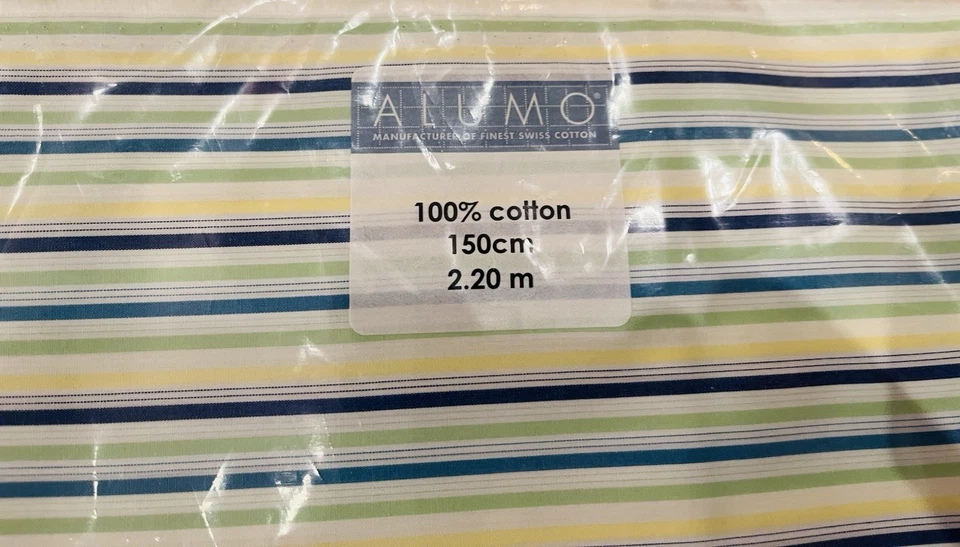 ALUMO®
MANUFACTURER OF FINEST SWISS COTTON
100% cotton
150cm
2.20 m